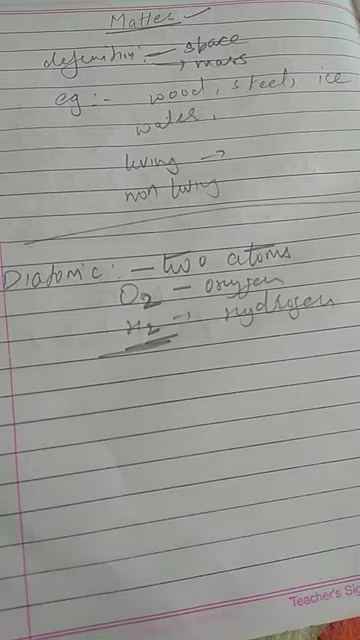 Matter
definition: — space
→ mass
eg :- wood, steel, ice
water,
living →
non living
Diatomic: — two atoms
O2 — oxygen
H2 → Hydrogen
Teacher's Sig